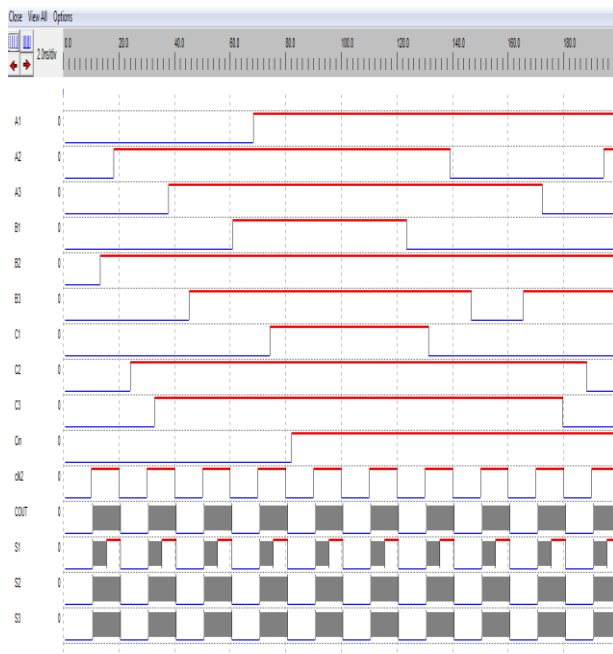 Close View All Options
2.0ns/div
0.0 20.0 40.0 60.0 80.0 100.0 120.0 140.0 160.0 180.0
A1 0
A2 0
A3 0
B1 0
B2 0
B3 0
C1 0
C2 0
C3 0
Cin 0
clk2 0
COUT 0
S1 0
S2 0
S3 0